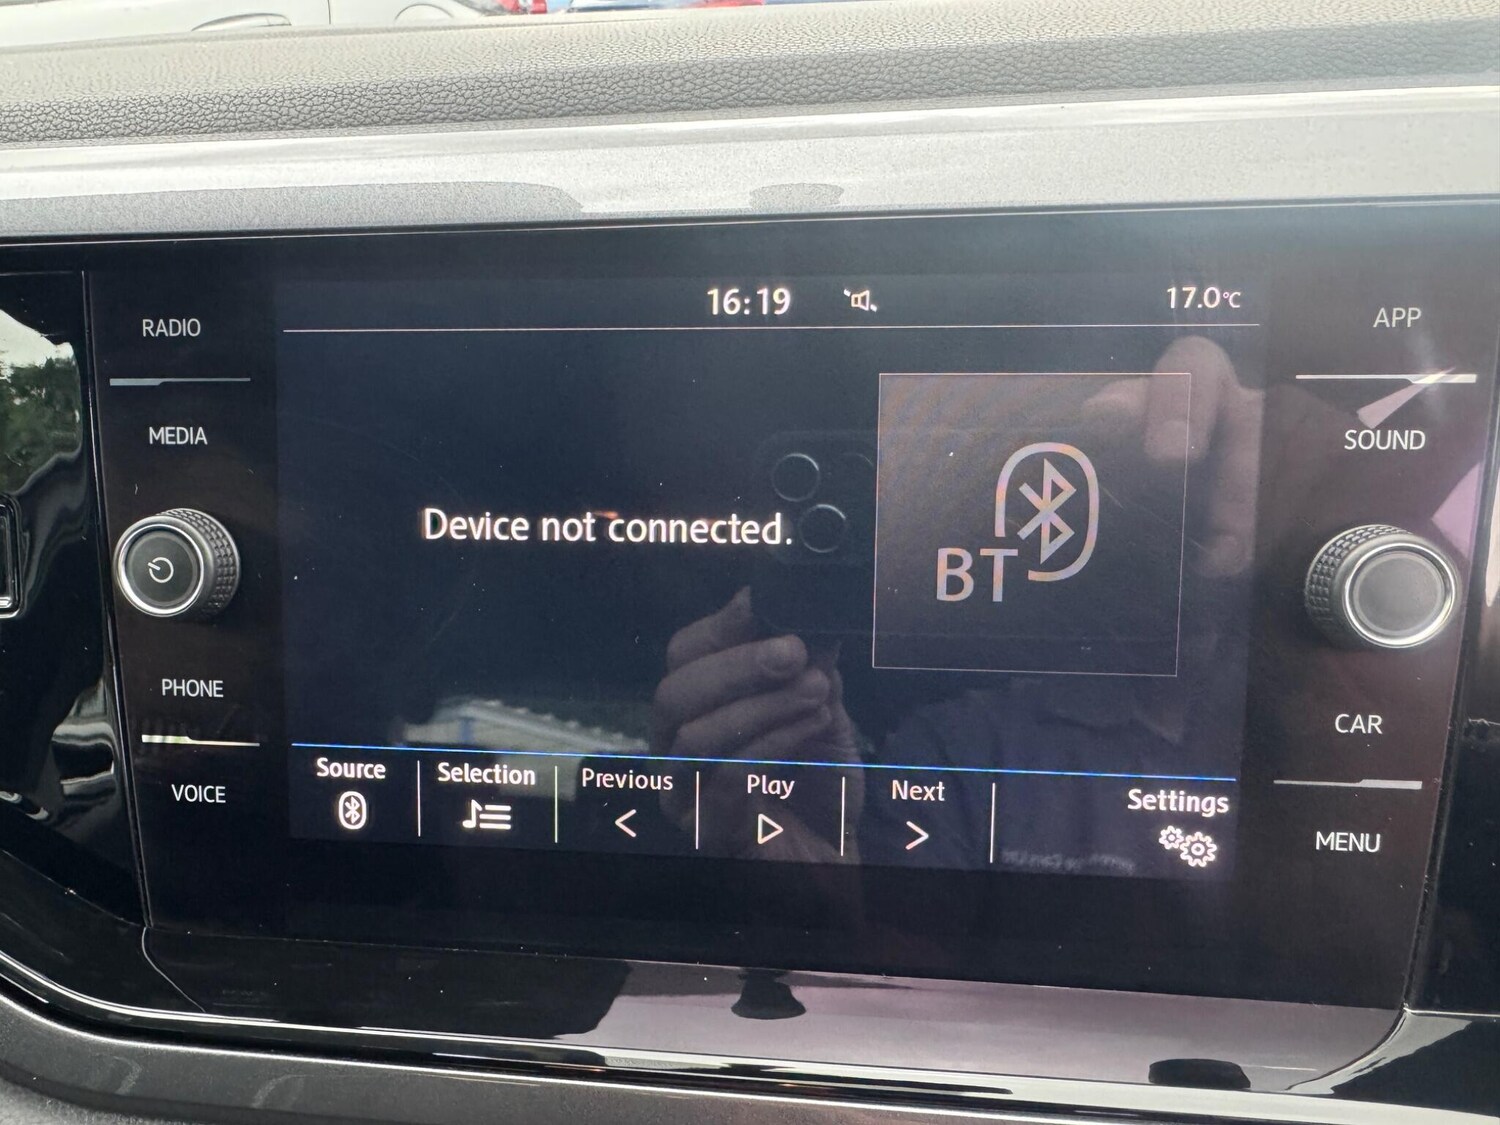 16:19
17.0°C
RADIO
APP
MEDIA
SOUND
Device not connected.
BT
PHONE
CAR
VOICE
MENU
Source
Selection
Previous
Play
Next
Settings